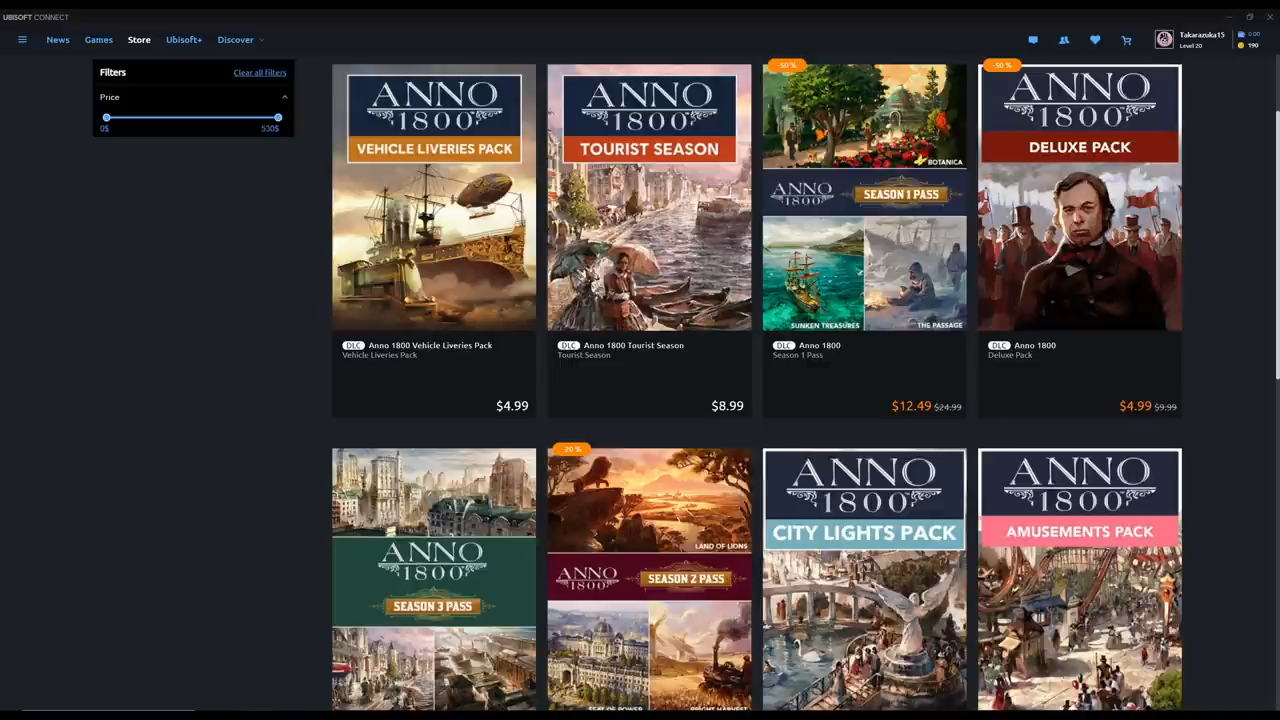 UBISOFT CONNECT
News
Games
Store
Ubisoft+
Discover
Takarazuka15
Level 20
0.00
190
Filters
Clear all filters
Price
0$
530$
ANNO
1800
VEHICLE LIVERIES PACK
DLC Anno 1800 Vehicle Liveries Pack
Vehicle Liveries Pack
$4.99
ANNO
1800
TOURIST SEASON
DLC Anno 1800 Tourist Season
Tourist Season
$8.99
-50 %
BOTANICA
ANNO
1800
SEASON 1 PASS
SUNKEN TREASURES
THE PASSAGE
DLC Anno 1800
Season 1 Pass
$12.49 $24.99
-50 %
ANNO
1800
DELUXE PACK
DLC Anno 1800
Deluxe Pack
$4.99 $9.99
ANNO
1800
SEASON 3 PASS
-20 %
LAND OF LIONS
ANNO
1800
SEASON 2 PASS
SEAT OF POWER
BRIGHT HARVEST
ANNO
1800
CITY LIGHTS PACK
ANNO
1800
AMUSEMENTS PACK